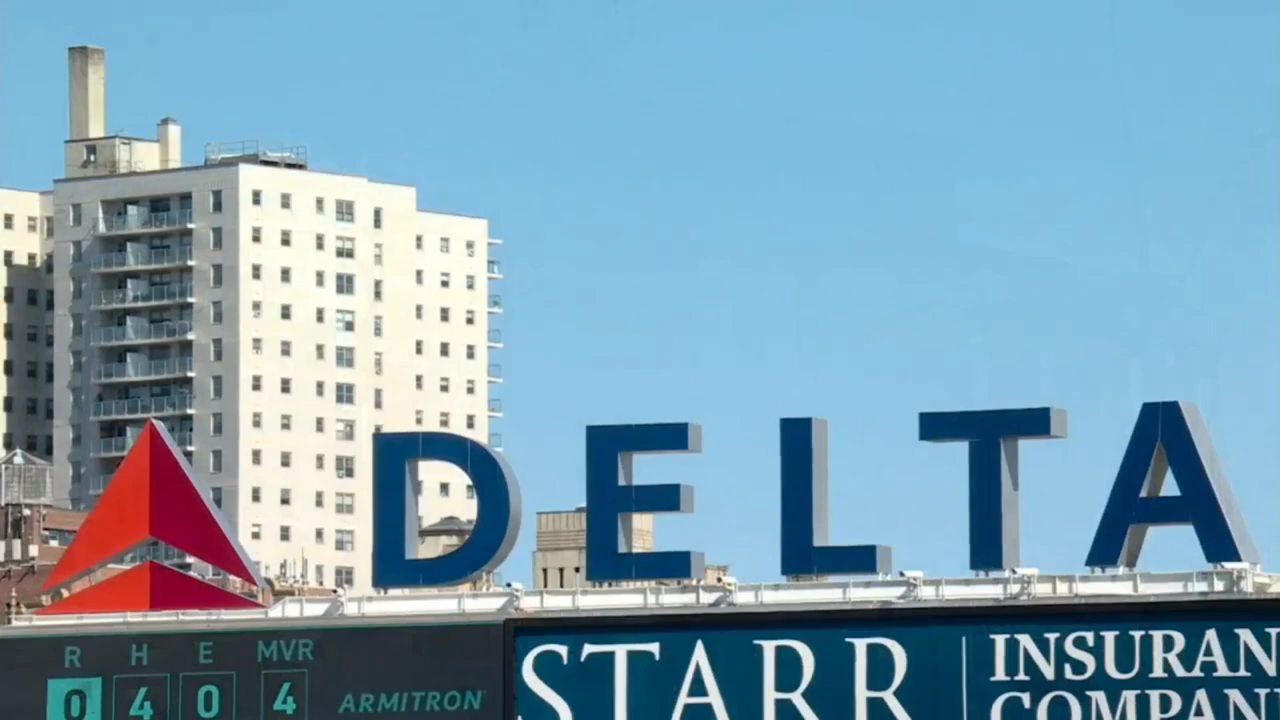 DELTA
R H E MVR
0 4 0 4
ARMITRON
STARR
INSURAN
COMPAN